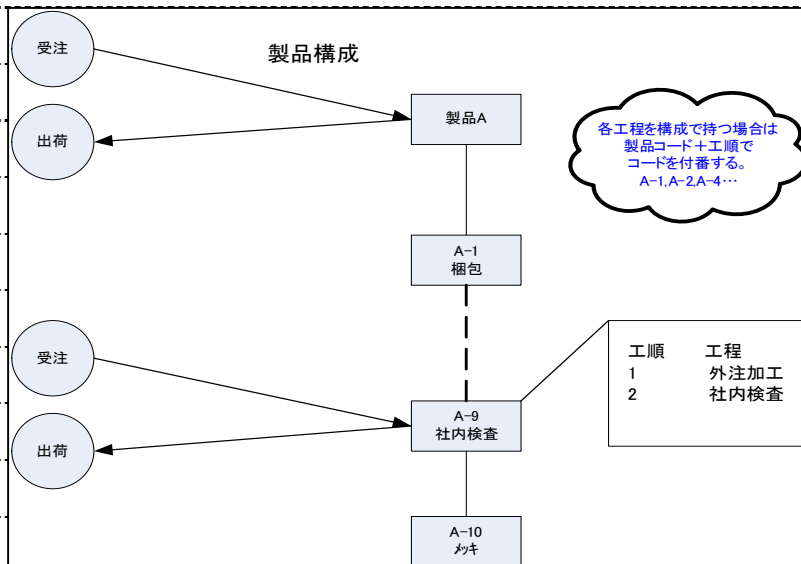 受注
製品構成
製品A
出荷
各工程を構成で持つ場合は
製品コード＋工順で
コードを付番する。
A-1,A-2,A-4…
A-1
梱包
受注
工順 工程
1 外注加工
2 社内検査
A-9
社内検査
出荷
A-10
ﾒｯｷ